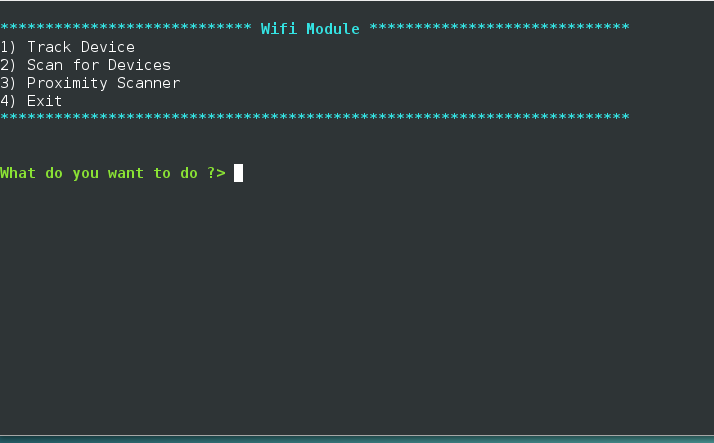 **************************** Wifi Module *****************************
1) Track Device
2) Scan for Devices
3) Proximity Scanner
4) Exit
**********************************************************************
What do you want to do ?>